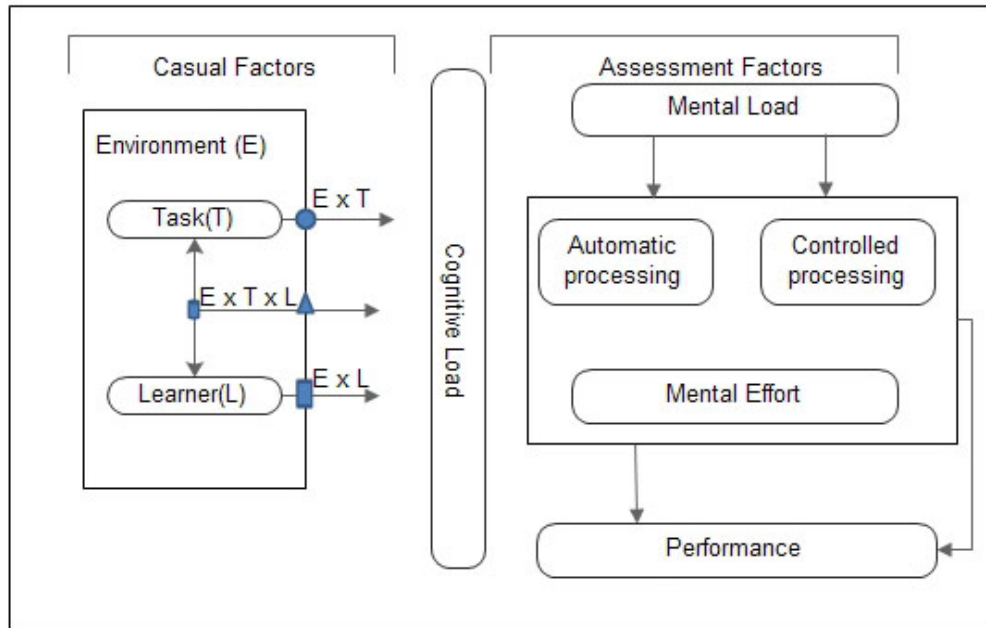 Casual Factors
Environment (E)
Task(T)
E x T
E x T x L
Learner(L)
E x L
Cognitive Load
Assessment Factors
Mental Load
Automatic
processing
Controlled
processing
Mental Effort
Performance